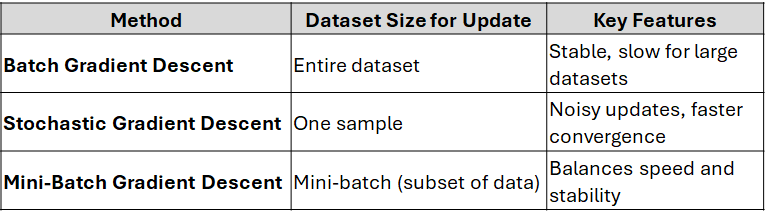 Method Dataset Size for Update Key Features
Batch Gradient Descent Entire dataset Stable, slow for large
datasets
Stochastic Gradient Descent One sample Noisy updates, faster
convergence
Mini-Batch Gradient Descent Mini-batch (subset of data) Balances speed and
stability